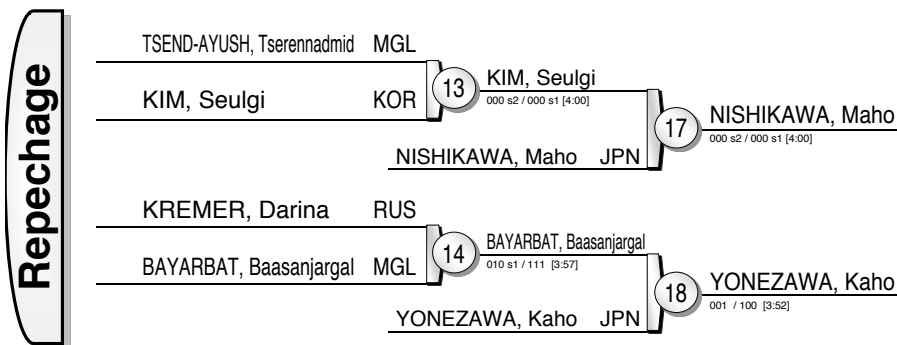 Repechage
TSEND-AYUSH, Tserennadmid MGL
KIM, Seulgi KOR
13
KIM, Seulgi
000 s2 / 000 s1 [4:00]
NISHIKAWA, Maho JPN
17
NISHIKAWA, Maho
000 s2 / 000 s1 [4:00]
KREMER, Darina RUS
BAYARBAT, Baasanjargal MGL
14
BAYARBAT, Baasanjargal
010 s1 / 111 [3:57]
YONEZAWA, Kaho JPN
18
YONEZAWA, Kaho
001 / 100 [3:52]